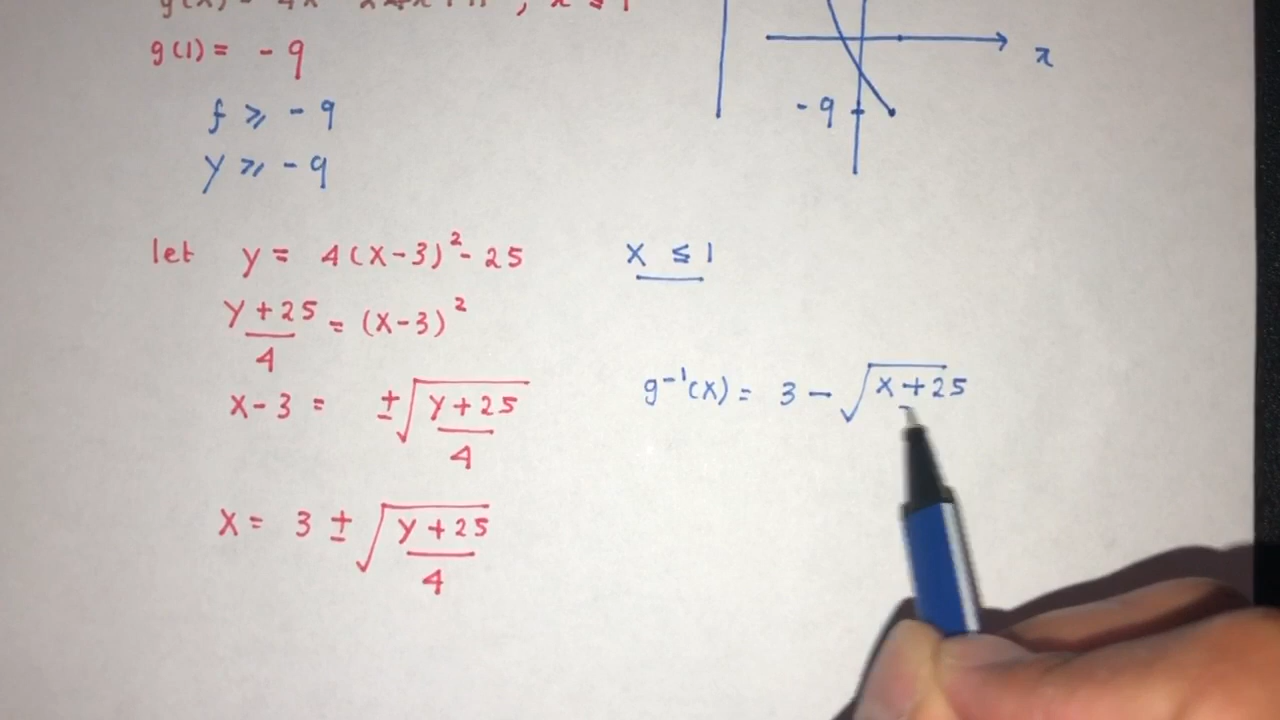 g(1) = - 9
x
f ⩾ - 9
- 9
y ⩾ - 9
let y = 4(x-3)² - 25
x ≤ 1
y + 25 / 4 = (x-3)²
g⁻¹(x) = 3 - √x + 25
x - 3 = ± √y + 25 / 4
x = 3 ± √y + 25 / 4